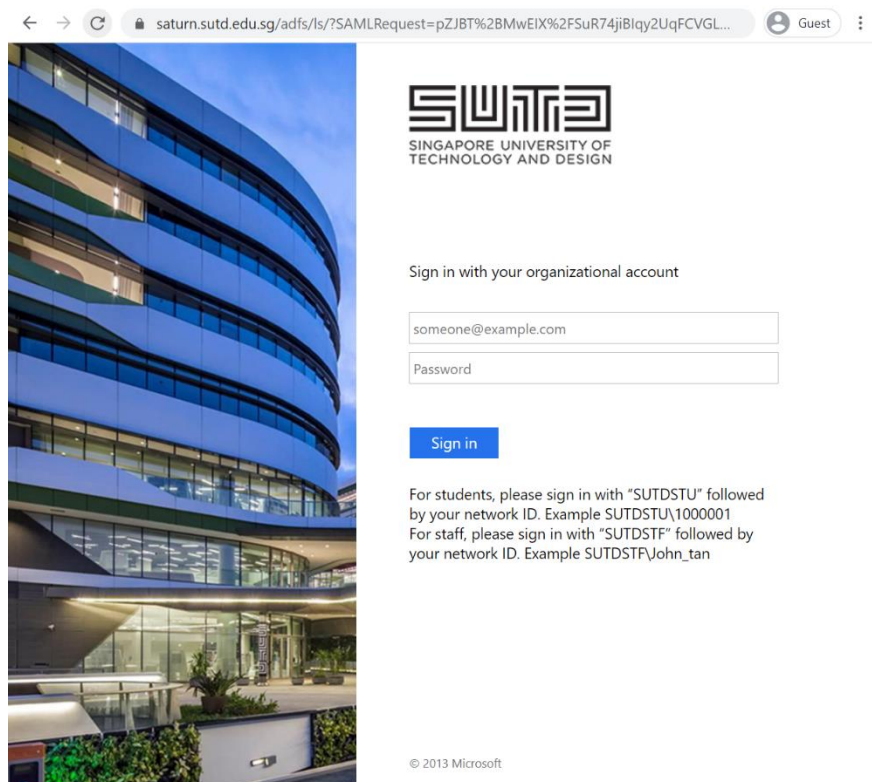 saturn.sutd.edu.sg/adfs/ls/?SAMLRequest=pZJBT%2BMwEIX%2FSuR74jiBIqy2UqFCVGL...
Guest
SUTD
SINGAPORE UNIVERSITY OF
TECHNOLOGY AND DESIGN
Sign in with your organizational account
someone@example.com
Password
Sign in
For students, please sign in with “SUTDSTU” followed
by your network ID. Example SUTDSTU\1000001
For staff, please sign in with “SUTDSTF” followed by
your network ID. Example SUTDSTF\John_tan
© 2013 Microsoft